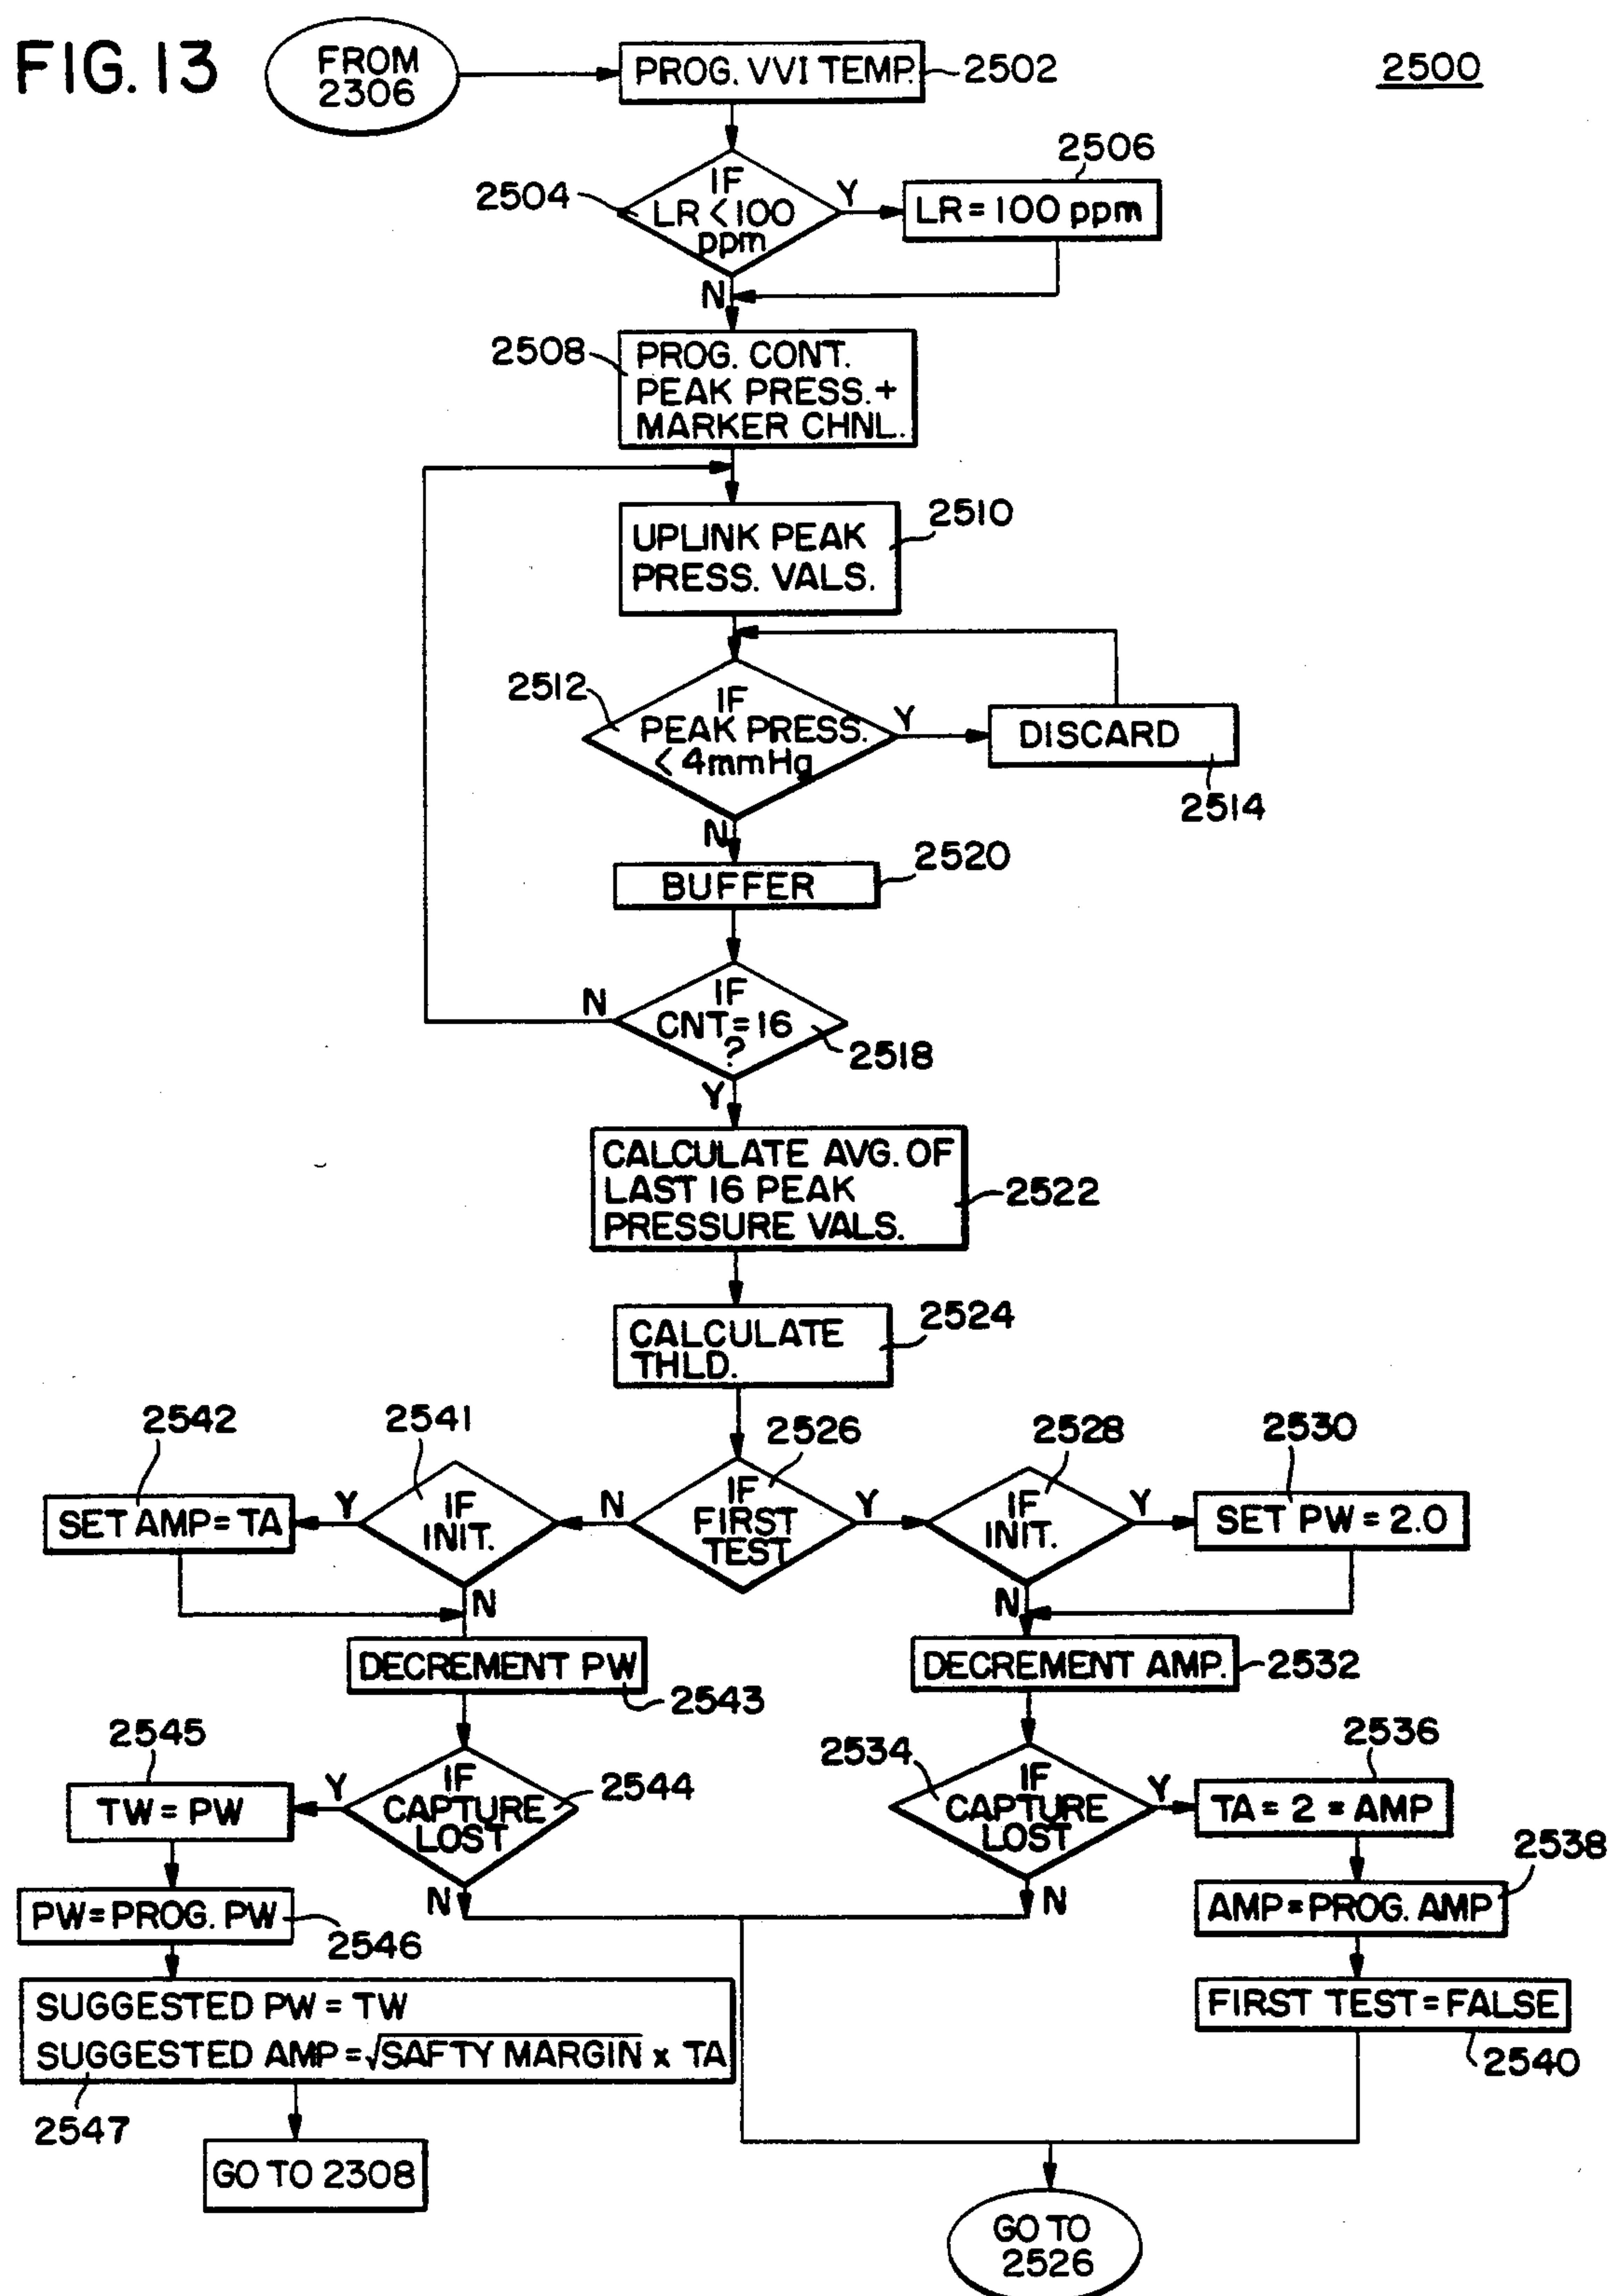 FIG. 13
FROM
2306
PROG. VVI TEMP.
2502
2500
2504
IF
LR < 100
ppm
Y
2506
LR = 100 ppm
N
2508
PROG. CONT.
PEAK PRESS. +
MARKER CHNL.
UPLINK PEAK
PRESS. VALS.
2510
2512
IF
PEAK PRESS.
< 4mmHg
Y
DISCARD
2514
N
BUFFER
2520
N
IF
CNT = 16
?
2518
Y
CALCULATE AVG. OF
LAST 16 PEAK
PRESSURE VALS.
2522
CALCULATE
THLD.
2524
2542
2541
2526
2528
2530
SET AMP = TA
Y
IF
INIT.
N
IF
FIRST
TEST
Y
IF
INIT.
Y
SET PW = 2.0
N
N
DECREMENT PW
2543
DECREMENT AMP.
2532
2545
TW = PW
Y
IF
CAPTURE
LOST
2544
2534
IF
CAPTURE
LOST
Y
2536
TA = 2 = AMP
N
N
2538
PW = PROG. PW
2546
AMP = PROG. AMP
SUGGESTED PW = TW
SUGGESTED AMP = √SAFTY MARGIN x TA
2547
FIRST TEST = FALSE
2540
GO TO 2308
GO TO
2526